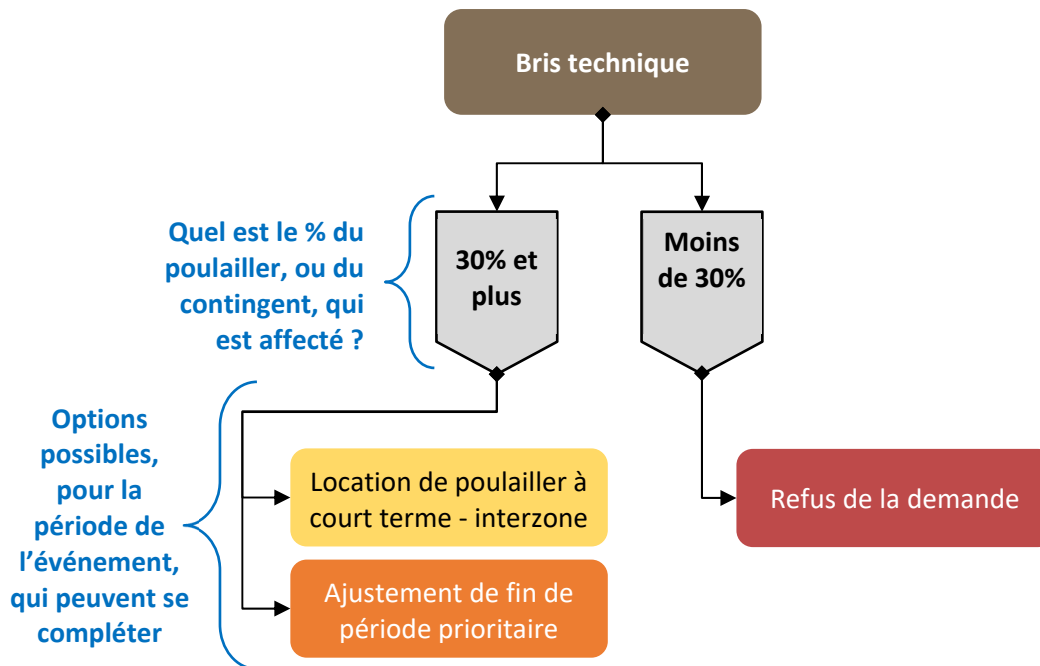 Bris technique
Quel est le % du
poulailler, ou du
contingent, qui
est affecté ?
30% et
plus
Moins
de 30%
Options
possibles,
pour la
période de
l’événement,
qui peuvent se
compléter
Location de poulailler à
court terme - interzone
Refus de la demande
Ajustement de fin de
période prioritaire